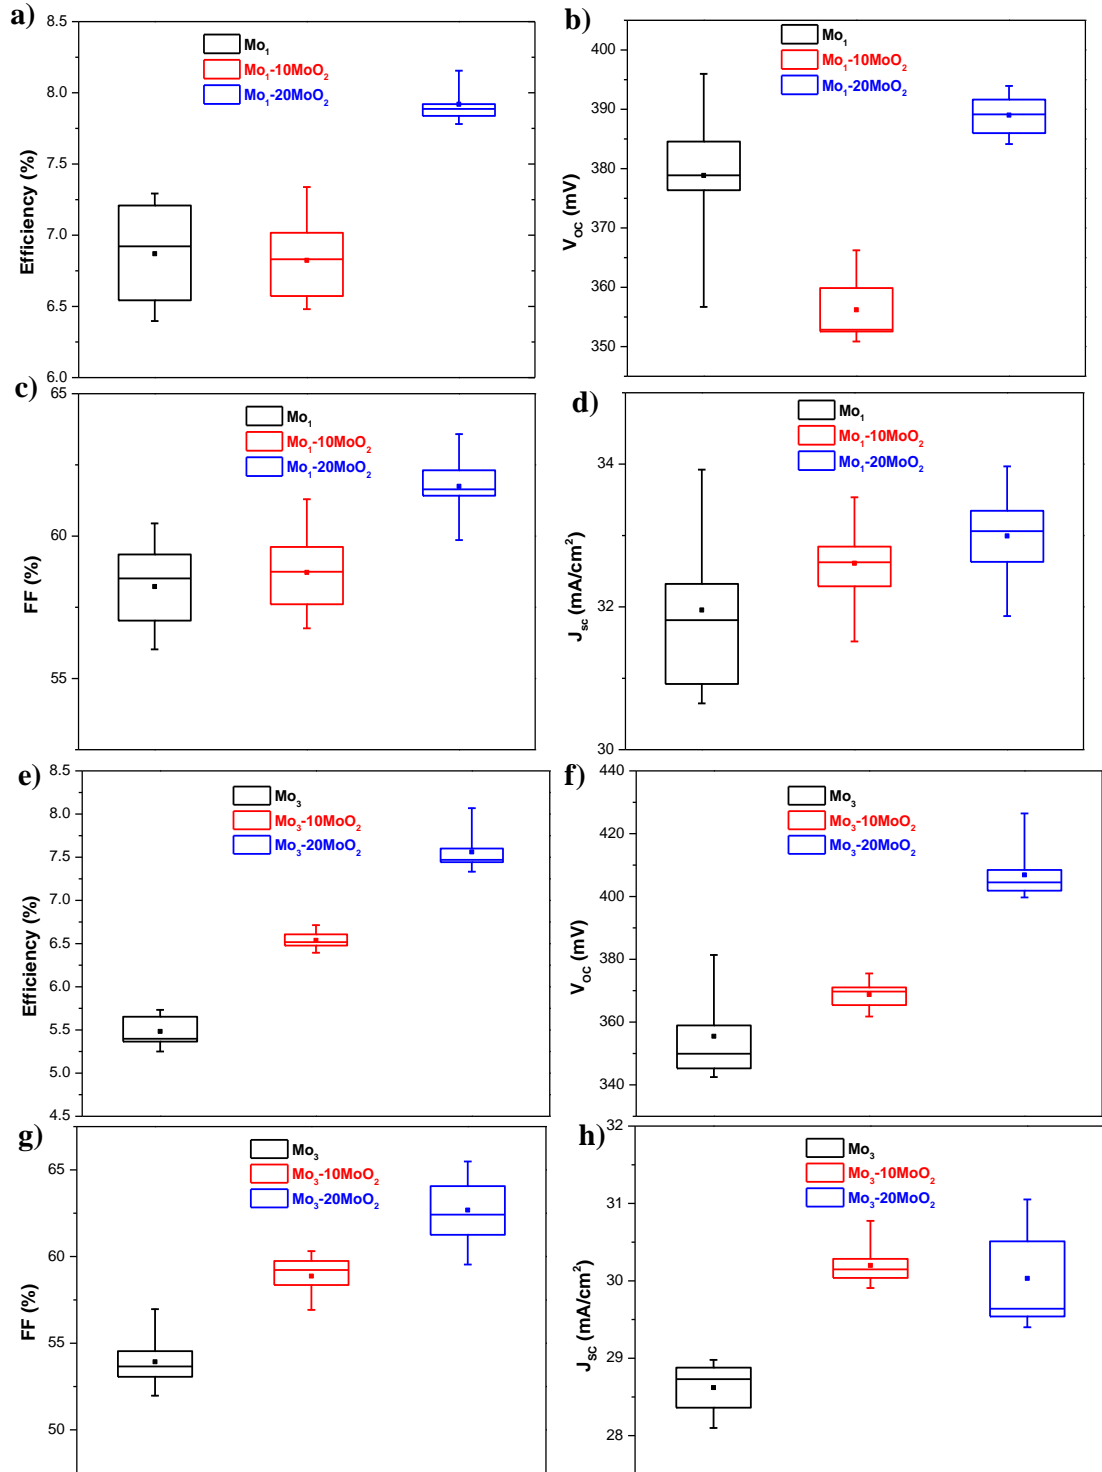 a)
8.5
8.0
7.5
7.0
6.5
6.0
Efficiency (%)
Mo₁
Mo₁-10MoO₂
Mo₁-20MoO₂
b)
400
390
380
370
360
350
V_OC (mV)
Mo₁
Mo₁-10MoO₂
Mo₁-20MoO₂
c)
65
60
55
FF (%)
Mo₁
Mo₁-10MoO₂
Mo₁-20MoO₂
d)
34
32
30
J_sc (mA/cm²)
Mo₁
Mo₁-10MoO₂
Mo₁-20MoO₂
e)
8.5
8.0
7.5
7.0
6.5
6.0
5.5
5.0
4.5
Efficiency (%)
Mo₃
Mo₃-10MoO₂
Mo₃-20MoO₂
f)
440
420
400
380
360
340
V_OC (mV)
Mo₃
Mo₃-10MoO₂
Mo₃-20MoO₂
g)
65
60
55
50
FF (%)
Mo₃
Mo₃-10MoO₂
Mo₃-20MoO₂
h)
32
31
30
29
28
J_SC (mA/cm²)
Mo₃
Mo₃-10MoO₂
Mo₃-20MoO₂